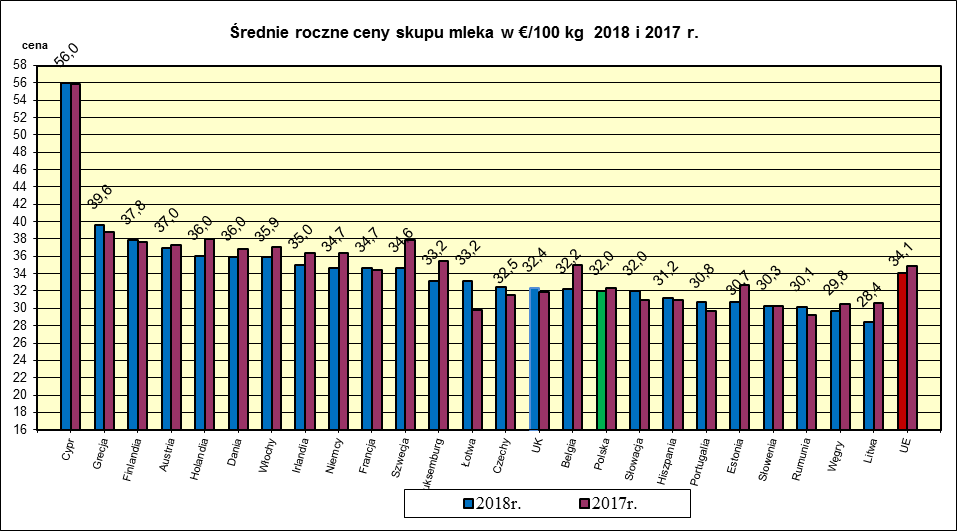 Średnie roczne ceny skupu mleka w €/100 kg 2018 i 2017 r.
cena
58
56
54
52
50
48
46
44
42
40
38
36
34
32
30
28
26
24
22
20
18
16
56,0
39,6
37,8
37,0
36,0
36,0
35,9
35,0
34,7
34,7
34,6
33,2
33,2
32,5
32,4
32,2
32,0
32,0
31,2
30,8
30,7
30,3
30,1
29,8
28,4
34,1
Cypr
Grecja
Finlandia
Austria
Holandia
Dania
Włochy
Irlandia
Niemcy
Francja
Szwecja
uksemburg
Łotwa
Czechy
UK
Belgia
Polska
Słowacja
Hiszpania
Portugalia
Estonia
Słowenia
Rumunia
Węgry
Litwa
UE
2018r.
2017r.